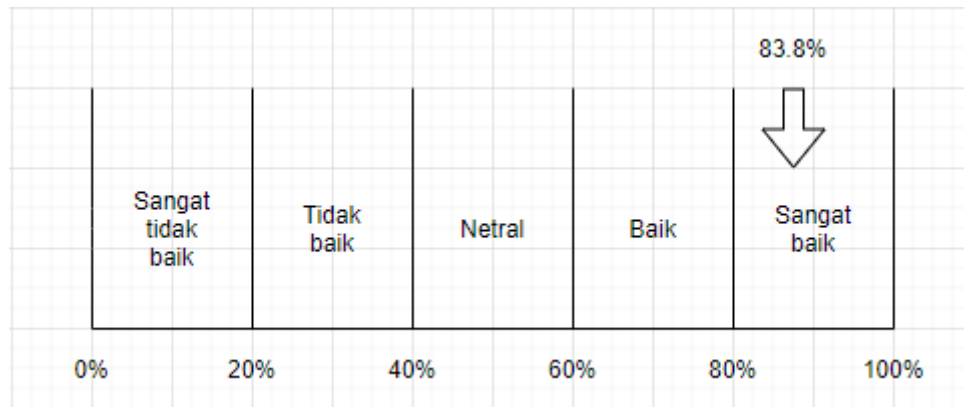 83.8%
Sangat
tidak
baik
Tidak
baik
Netral
Baik
Sangat
baik
0%
20%
40%
60%
80%
100%